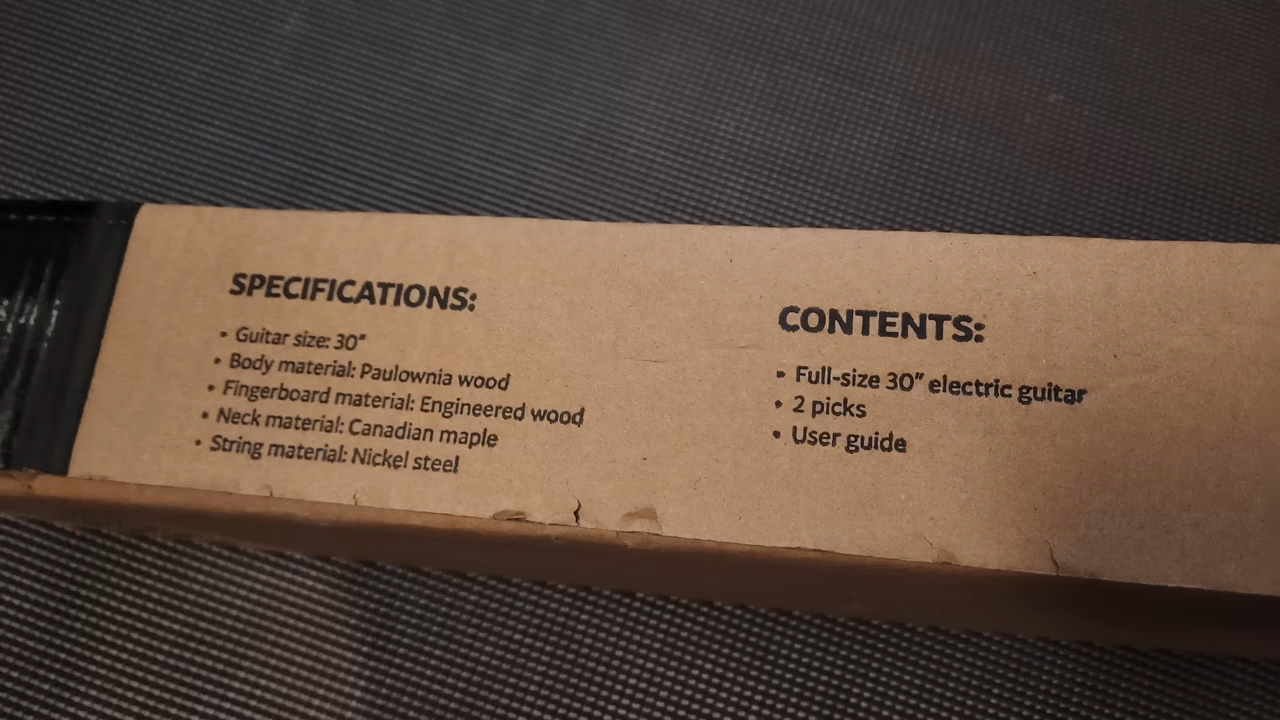 SPECIFICATIONS:
• Guitar size: 30"
• Body material: Paulownia wood
• Fingerboard material: Engineered wood
• Neck material: Canadian maple
• String material: Nickel steel
CONTENTS:
• Full-size 30" electric guitar
• 2 picks
• User guide